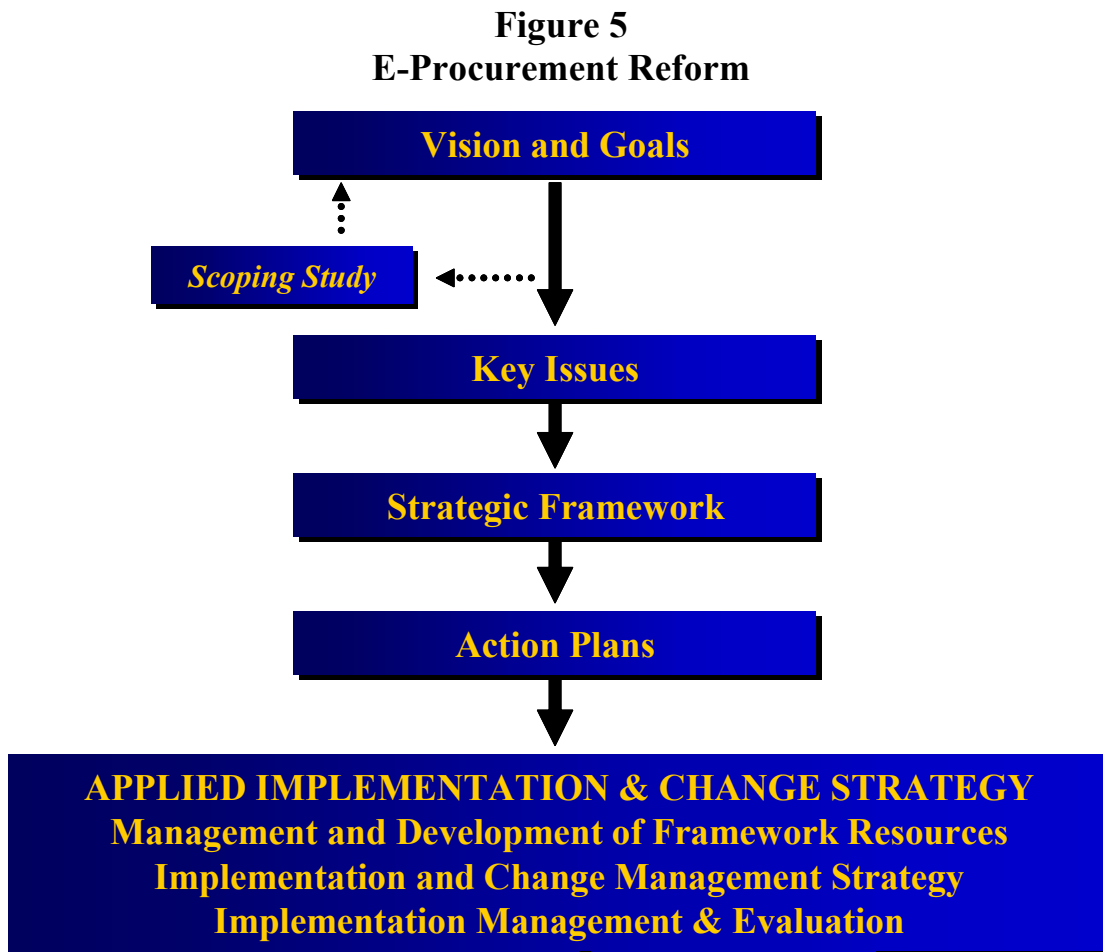 Figure 5
E-Procurement Reform
Vision and Goals
Scoping Study
Key Issues
Strategic Framework
Action Plans
APPLIED IMPLEMENTATION & CHANGE STRATEGY
Management and Development of Framework Resources
Implementation and Change Management Strategy
Implementation Management & Evaluation